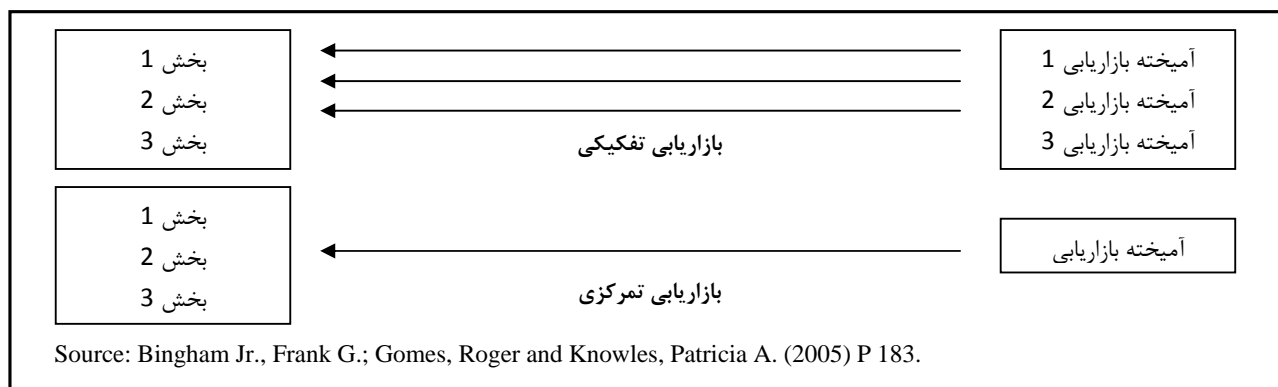 آمیخته بازاریابی 1
آمیخته بازاریابی 2
آمیخته بازاریابی 3
بازاریابی تفکیکی
بخش 1
بخش 2
بخش 3
آمیخته بازاریابی
بازاریابی تمرکزی
بخش 1
بخش 2
بخش 3
Source: Bingham Jr., Frank G.; Gomes, Roger and Knowles, Patricia A. (2005) P 183.